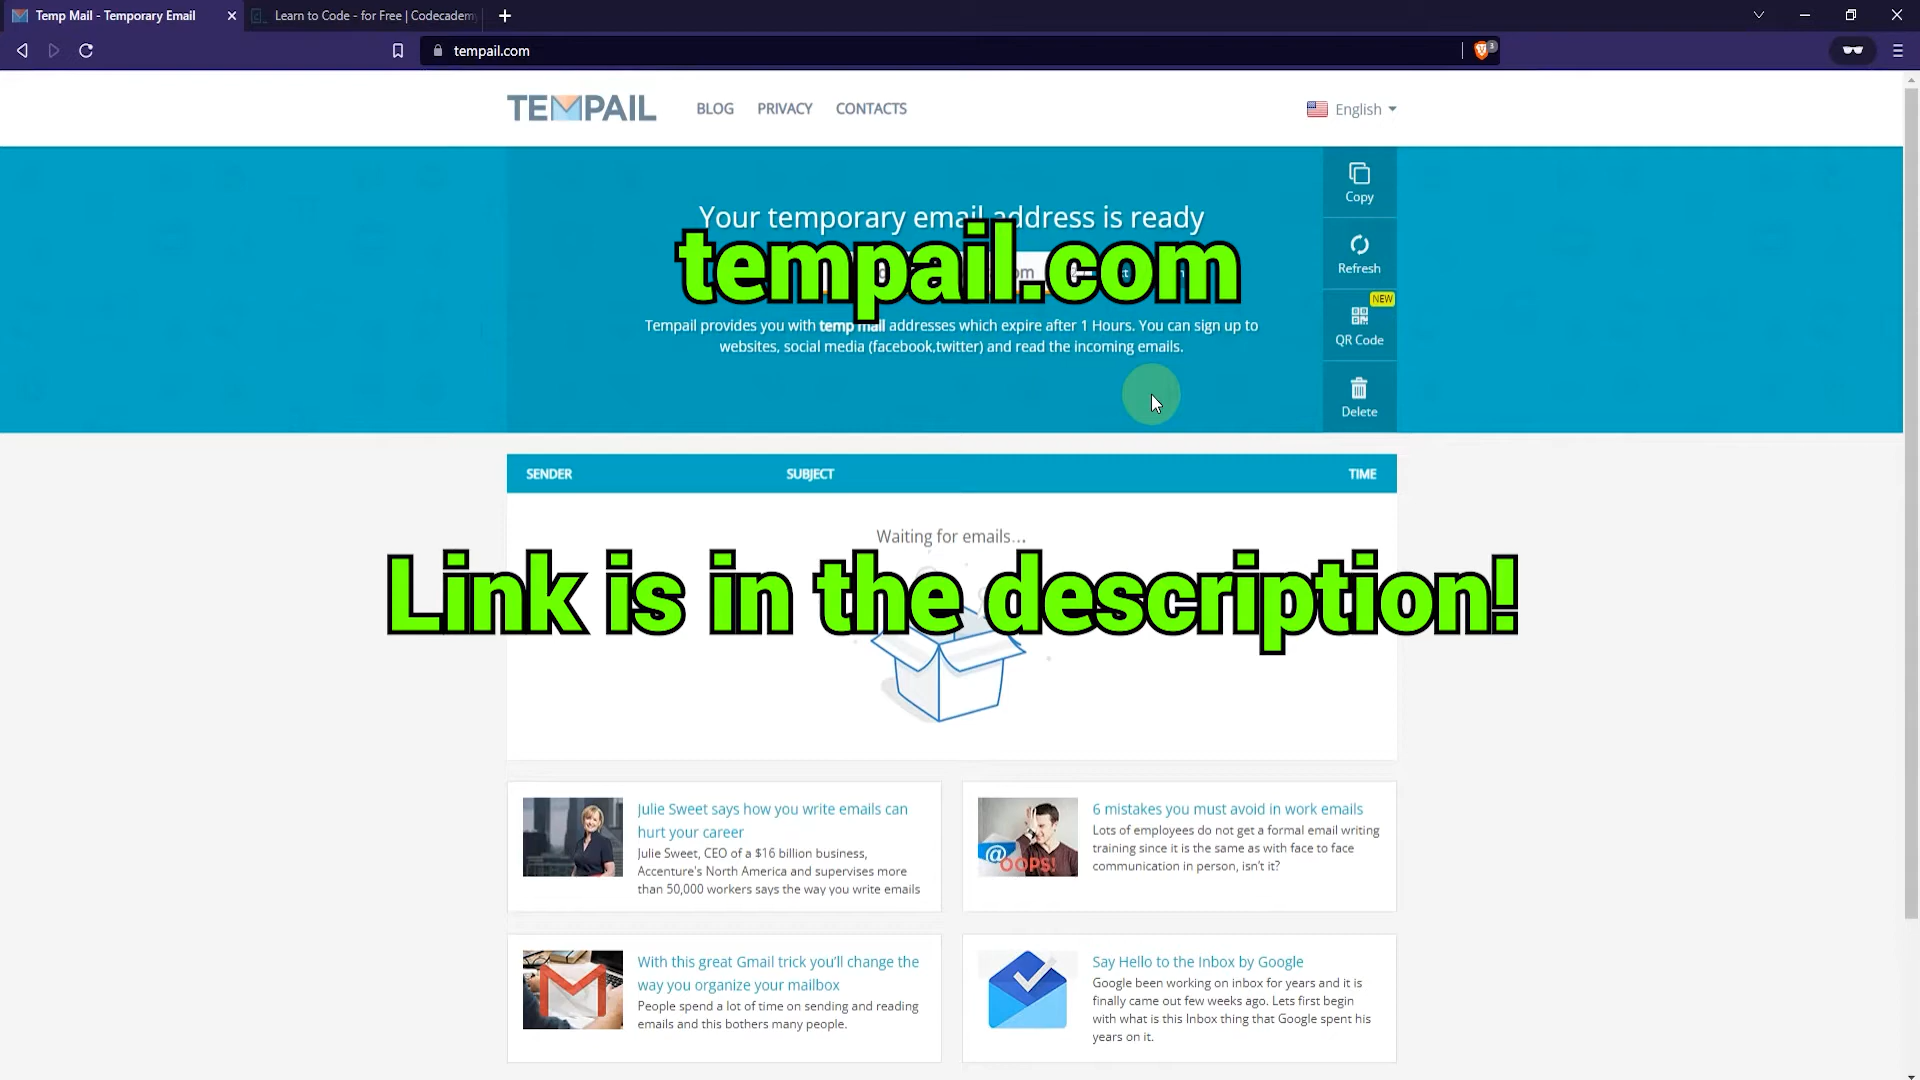 Temp Mail - Temporary Email
Learn to Code - for Free | Codecademy
tempail.com
3
TEMPAIL
BLOG
PRIVACY
CONTACTS
English
Your temporary email address is ready
tempail.com
Copy
Refresh
NEW
QR Code
Delete
Tempail provides you with temp mail addresses which expire after 1 Hours. You can sign up to
websites, social media (facebook,twitter) and read the incoming emails.
SENDER
SUBJECT
TIME
Waiting for emails...
Link is in the description!
Julie Sweet says how you write emails can
hurt your career
Julie Sweet, CEO of a $16 billion business,
Accenture's North America and supervises more
than 50,000 workers says the way you write emails
6 mistakes you must avoid in work emails
Lots of employees do not get a formal email writing
training since it is the same as with face to face
communication in person, isn't it?
@
OOPS!
With this great Gmail trick you'll change the
way you organize your mailbox
People spend a lot of time on sending and reading
emails and this bothers many people.
Say Hello to the Inbox by Google
Google been working on inbox for years and it is
finally came out few weeks ago. Lets first begin
with what is this Inbox thing that Google spent his
years on it.